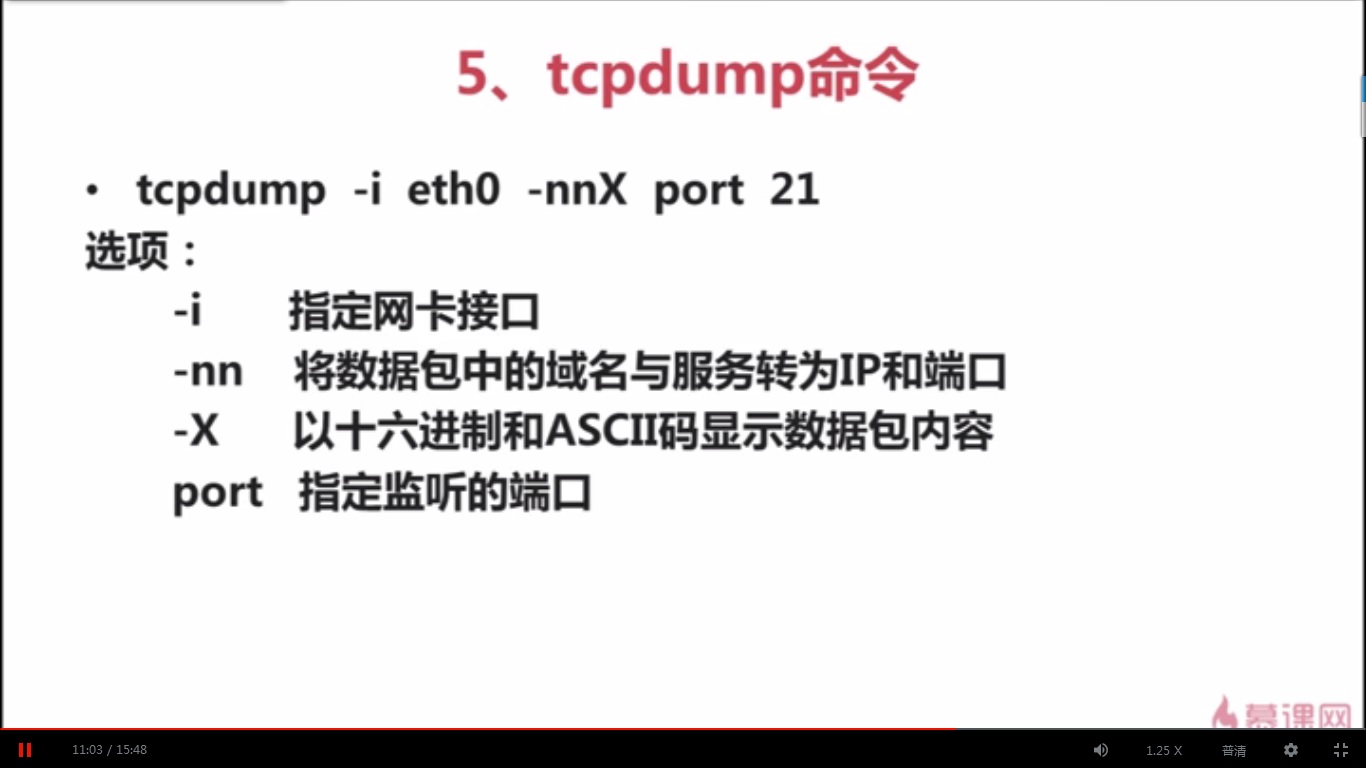 5、tcpdump命令
• tcpdump -i eth0 -nnX port 21
选项：
-i 指定网卡接口
-nn 将数据包中的域名与服务转为IP和端口
-X 以十六进制和ASCII码显示数据包内容
port 指定监听的端口
慕课网
11:03 / 15:48 1.25 X 普清